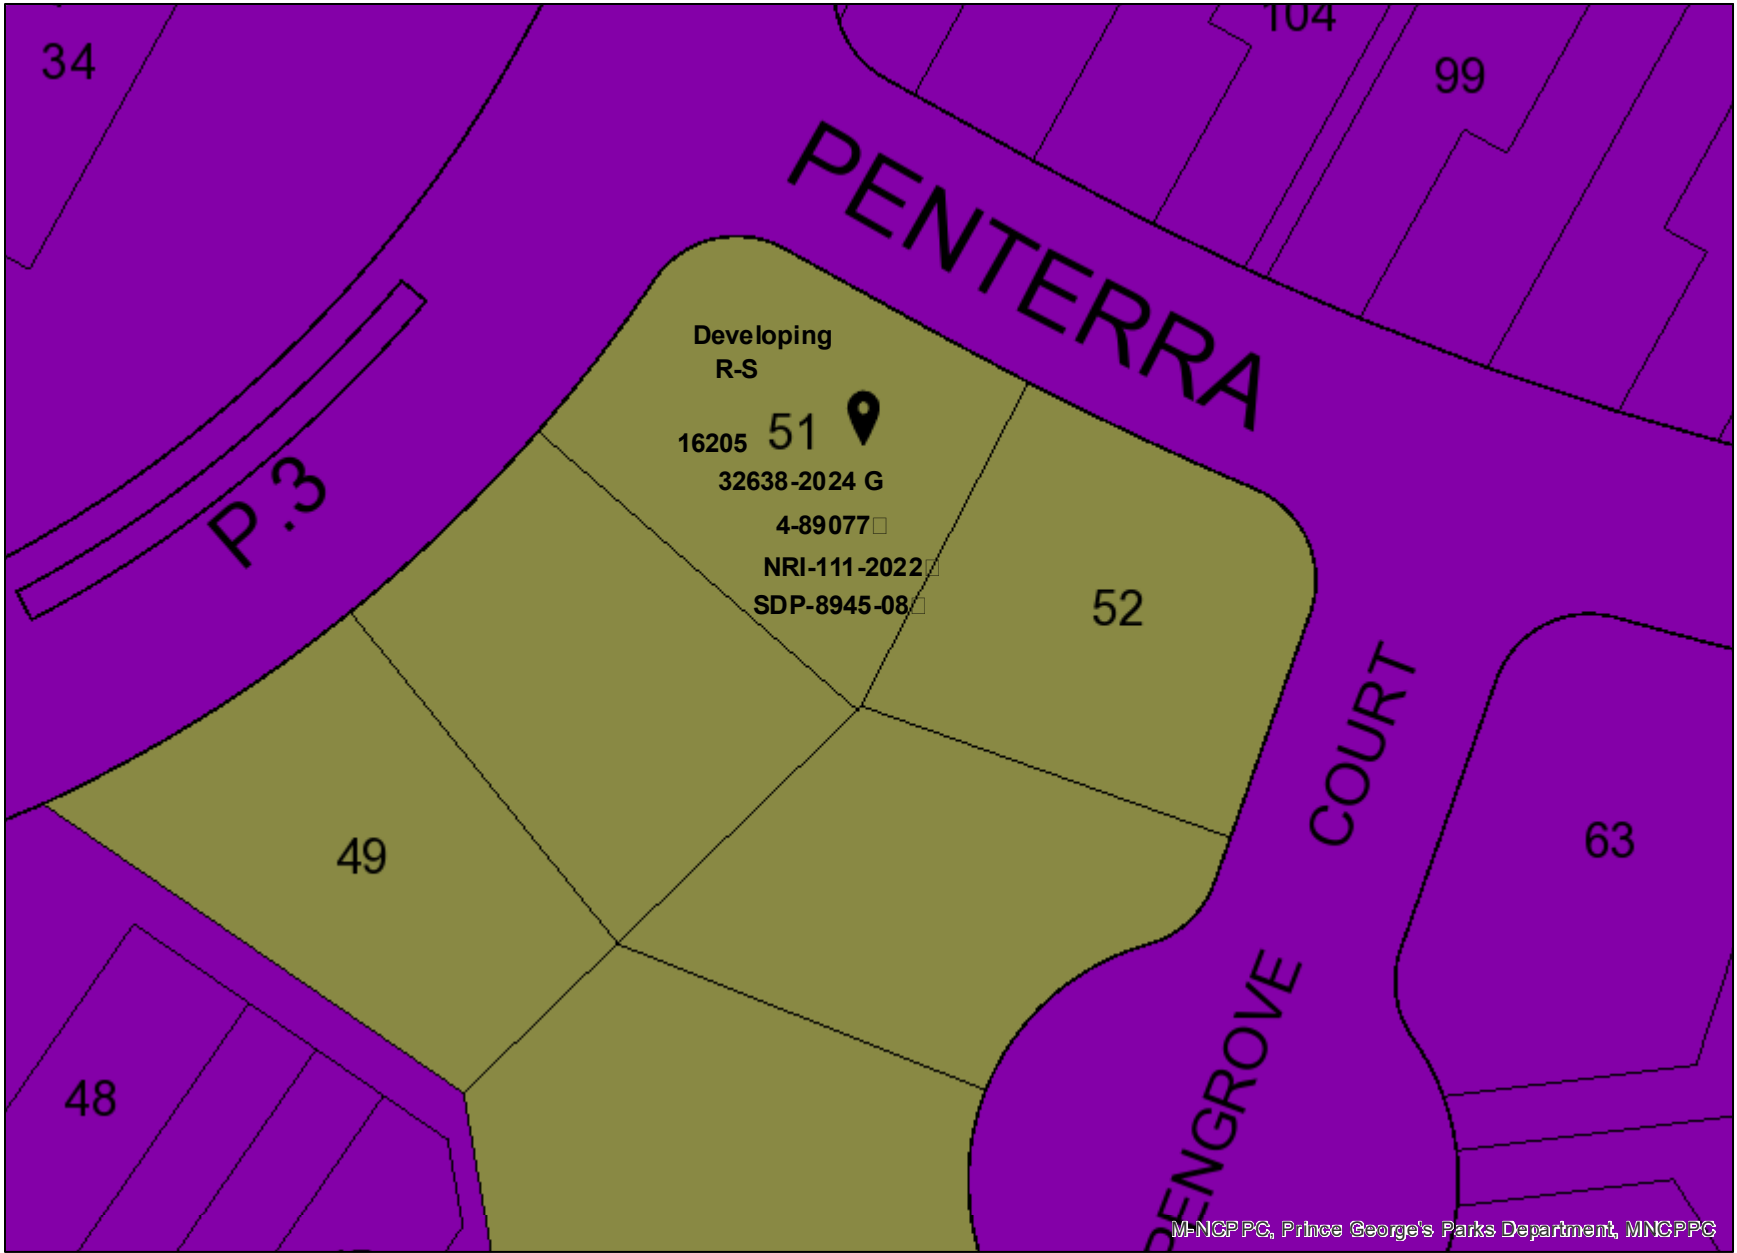 34
104
99
PENTERRA
Developing
R-S
16205 51
32638-2024 G
4-89077
NRI-111-2022
SDP-8945-08
P.3
52
COURT
63
49
48
PENGROVE
M-NCPPC, Prince George's Parks Department, MNCPPC